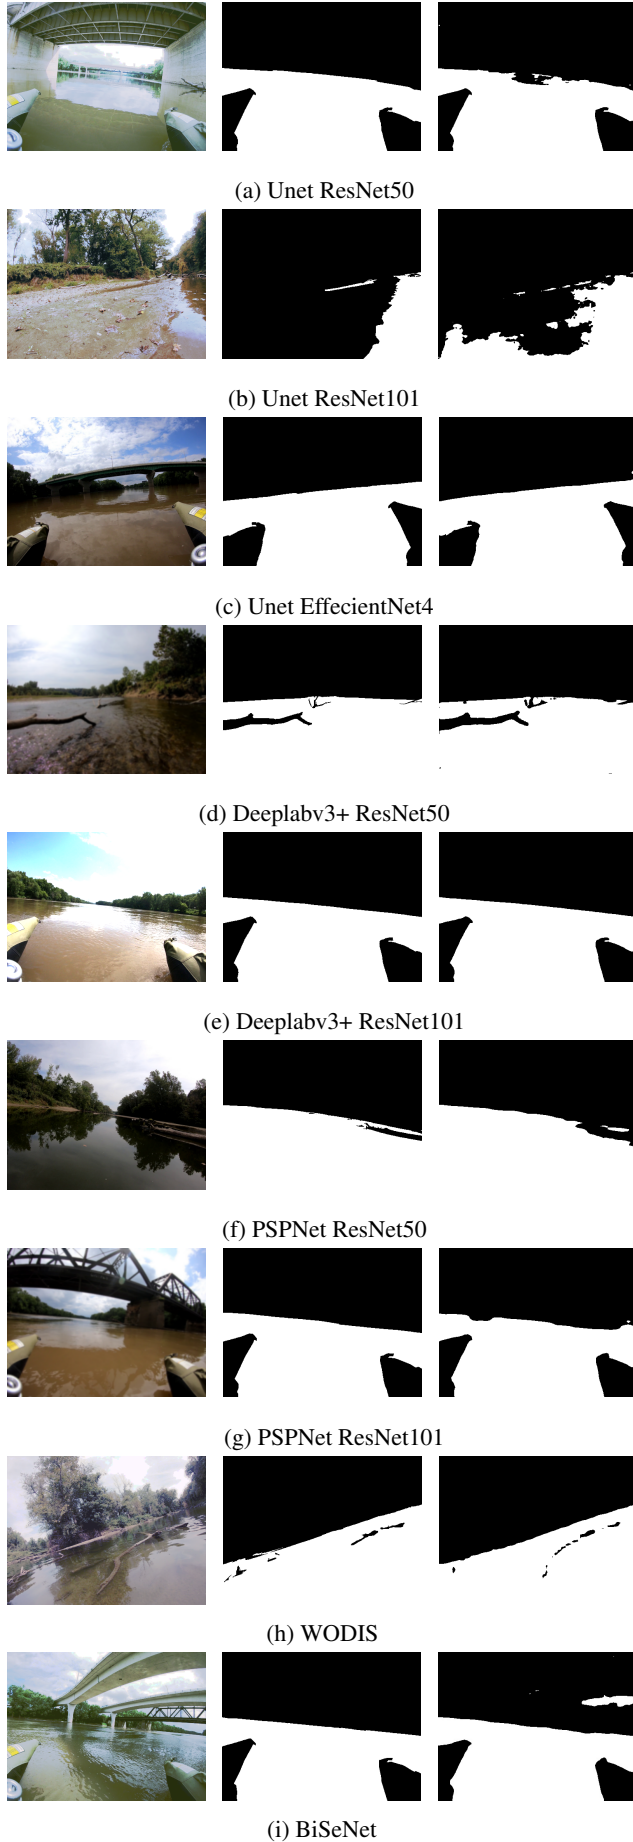 (a) Unet ResNet50
(b) Unet ResNet101
(c) Unet EffecientNet4
(d) Deeplabv3+ ResNet50
(e) Deeplabv3+ ResNet101
(f) PSPNet ResNet50
(g) PSPNet ResNet101
(h) WODIS
(i) BiSeNet